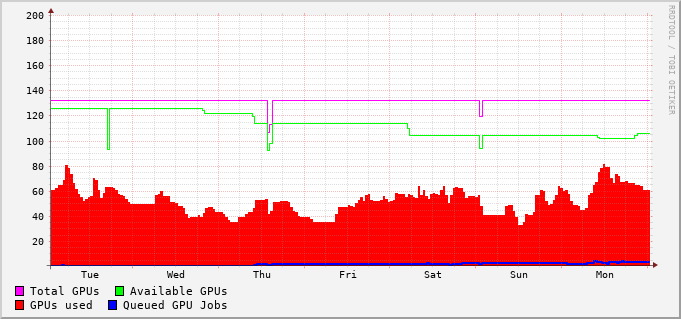 200
180
160
140
120
100
80
60
40
20
Tue Wed Thu Fri Sat Sun Mon
Total GPUs Available GPUs
GPUs used Queued GPU Jobs
RRDTOOL / TOBI OETIKER